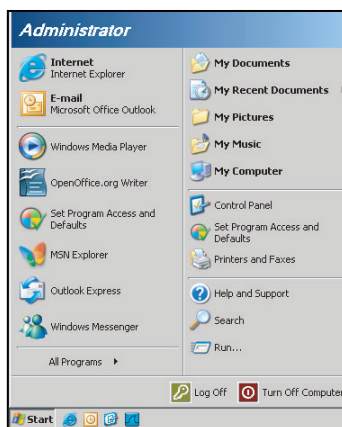 Administrator
Internet
Internet Explorer
E-mail
Microsoft Office Outlook
Windows Media Player
OpenOffice.org Writer
Set Program Access and
Defaults
MSN Explorer
Outlook Express
Windows Messenger
All Programs
My Documents
My Recent Documents
My Pictures
My Music
My Computer
Control Panel
Set Program Access and
Defaults
Printers and Faxes
Help and Support
Search
Run...
Log Off
Turn Off Computer
Start